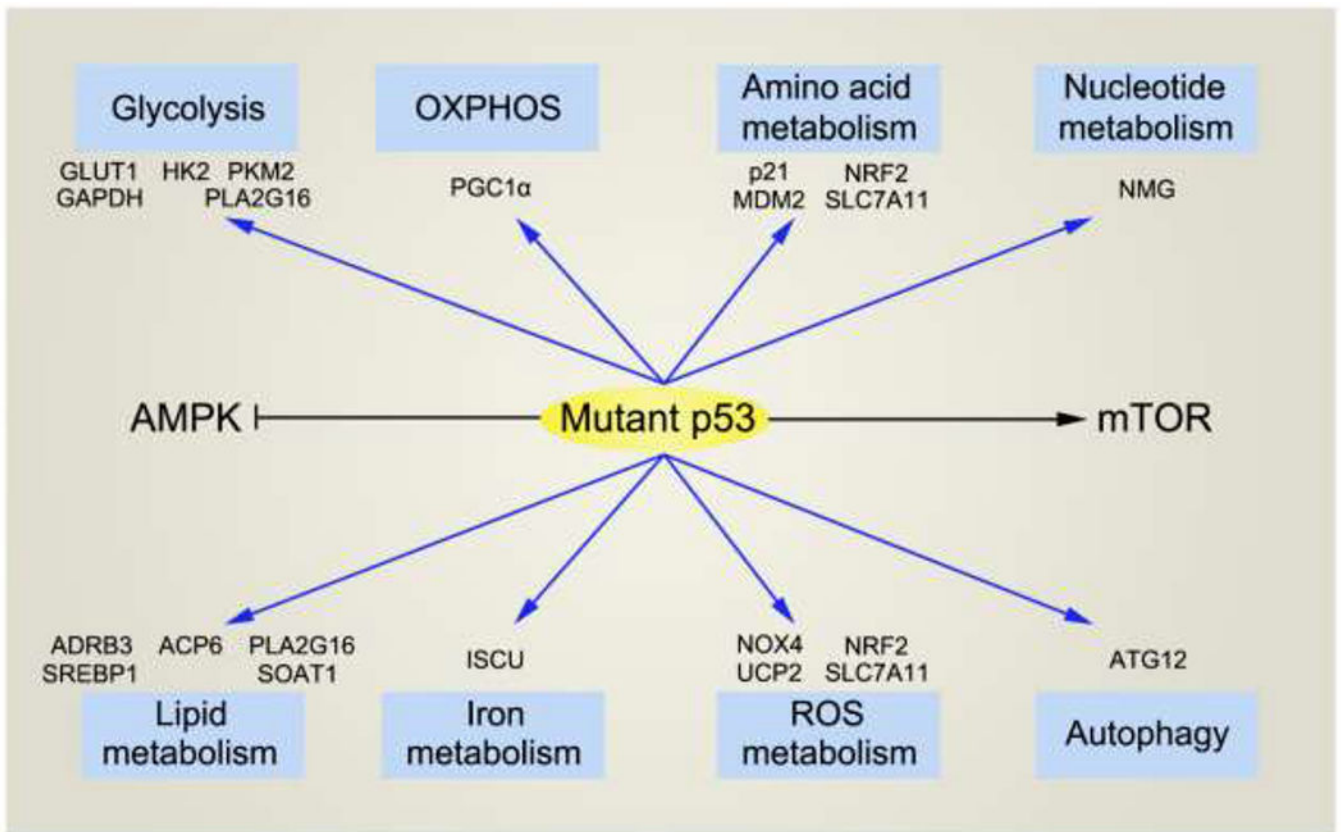 Glycolysis
GLUT1 HK2 PKM2
GAPDH PLA2G16
OXPHOS
PGC1α
Amino acid
metabolism
p21 NRF2
MDM2 SLC7A11
Nucleotide
metabolism
NMG
AMPK
Mutant p53
mTOR
ADRB3 ACP6 PLA2G16
SREBP1 SOAT1
Lipid
metabolism
ISCU
Iron
metabolism
NOX4 NRF2
UCP2 SLC7A11
ROS
metabolism
ATG12
Autophagy